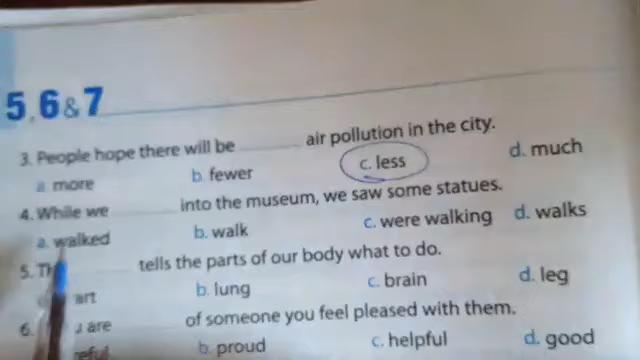 5, 6 & 7
3. People hope there will be ______ air pollution in the city.
a. more b. fewer c. less d. much
4. While we ______ into the museum, we saw some statues.
a. walked b. walk c. were walking d. walks
5. ______ tells the parts of our body what to do.
b. lung c. brain d. leg
6. are ______ of someone you feel pleased with them.
b. proud c. helpful d. good